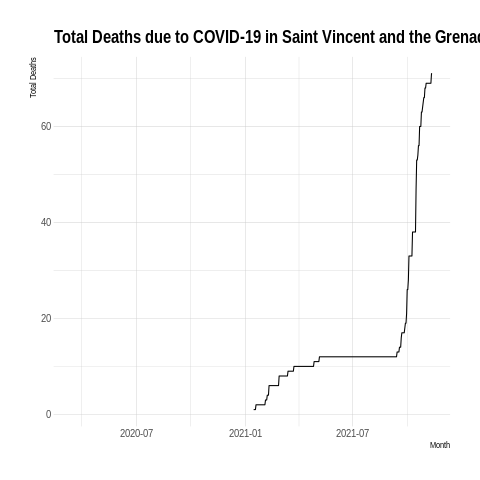 Total Deaths due to COVID-19 in Saint Vincent and the Grenad
Total Deaths
60
40
20
0
2020-07
2021-01
2021-07
Month